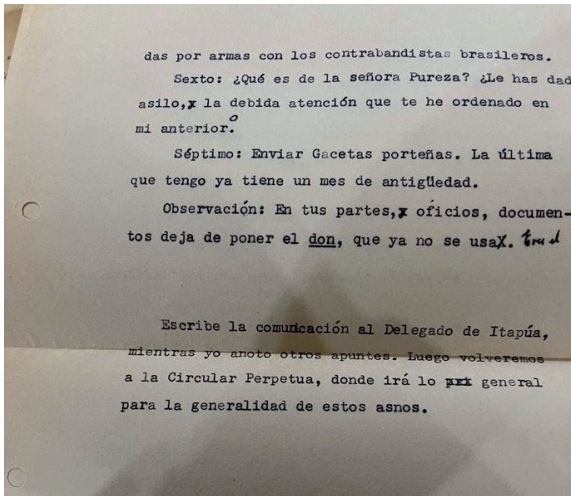 das por armas con los contrabandistas brasileros.
Sexto: ¿Qué es de la señora Pureza? ¿Le has dad
asilo, la debida atención que te he ordenado en
mi anterior?
Séptimo: Enviar Gacetas porteñas. La última
que tengo ya tiene un mes de antigüedad.
Observación: En tus partes, oficios, documen-
tos deja de poner el don, que ya no se usa.
Escribe la comunicación al Delegado de Itapúa,
mientras yo anoto otros apuntes. Luego volveremos
a la Circular Perpetua, donde irá lo general
para la generalidad de estos asnos.